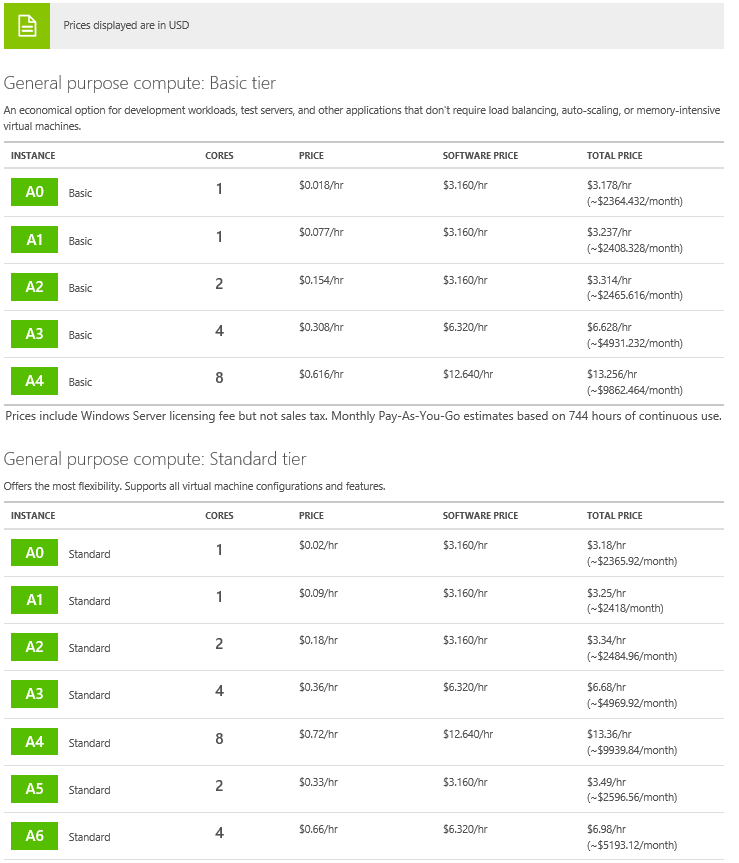 Prices displayed are in USD
General purpose compute: Basic tier
An economical option for development workloads, test servers, and other applications that don't require load balancing, auto-scaling, or memory-intensive
virtual machines.
INSTANCE CORES PRICE SOFTWARE PRICE TOTAL PRICE
A0 Basic 1 $0.018/hr $3.160/hr $3.178/hr
(~$2364.432/month)
A1 Basic 1 $0.077/hr $3.160/hr $3.237/hr
(~$2408.328/month)
A2 Basic 2 $0.154/hr $3.160/hr $3.314/hr
(~$2465.616/month)
A3 Basic 4 $0.308/hr $6.320/hr $6.628/hr
(~$4931.232/month)
A4 Basic 8 $0.616/hr $12.640/hr $13.256/hr
(~$9862.464/month)
Prices include Windows Server licensing fee but not sales tax. Monthly Pay-As-You-Go estimates based on 744 hours of continuous use.
General purpose compute: Standard tier
Offers the most flexibility. Supports all virtual machine configurations and features.
INSTANCE CORES PRICE SOFTWARE PRICE TOTAL PRICE
A0 Standard 1 $0.02/hr $3.160/hr $3.18/hr
(~$2365.92/month)
A1 Standard 1 $0.09/hr $3.160/hr $3.25/hr
(~$2418/month)
A2 Standard 2 $0.18/hr $3.160/hr $3.34/hr
(~$2484.96/month)
A3 Standard 4 $0.36/hr $6.320/hr $6.68/hr
(~$4969.92/month)
A4 Standard 8 $0.72/hr $12.640/hr $13.36/hr
(~$9939.84/month)
A5 Standard 2 $0.33/hr $3.160/hr $3.49/hr
(~$2596.56/month)
A6 Standard 4 $0.66/hr $6.320/hr $6.98/hr
(~$5193.12/month)